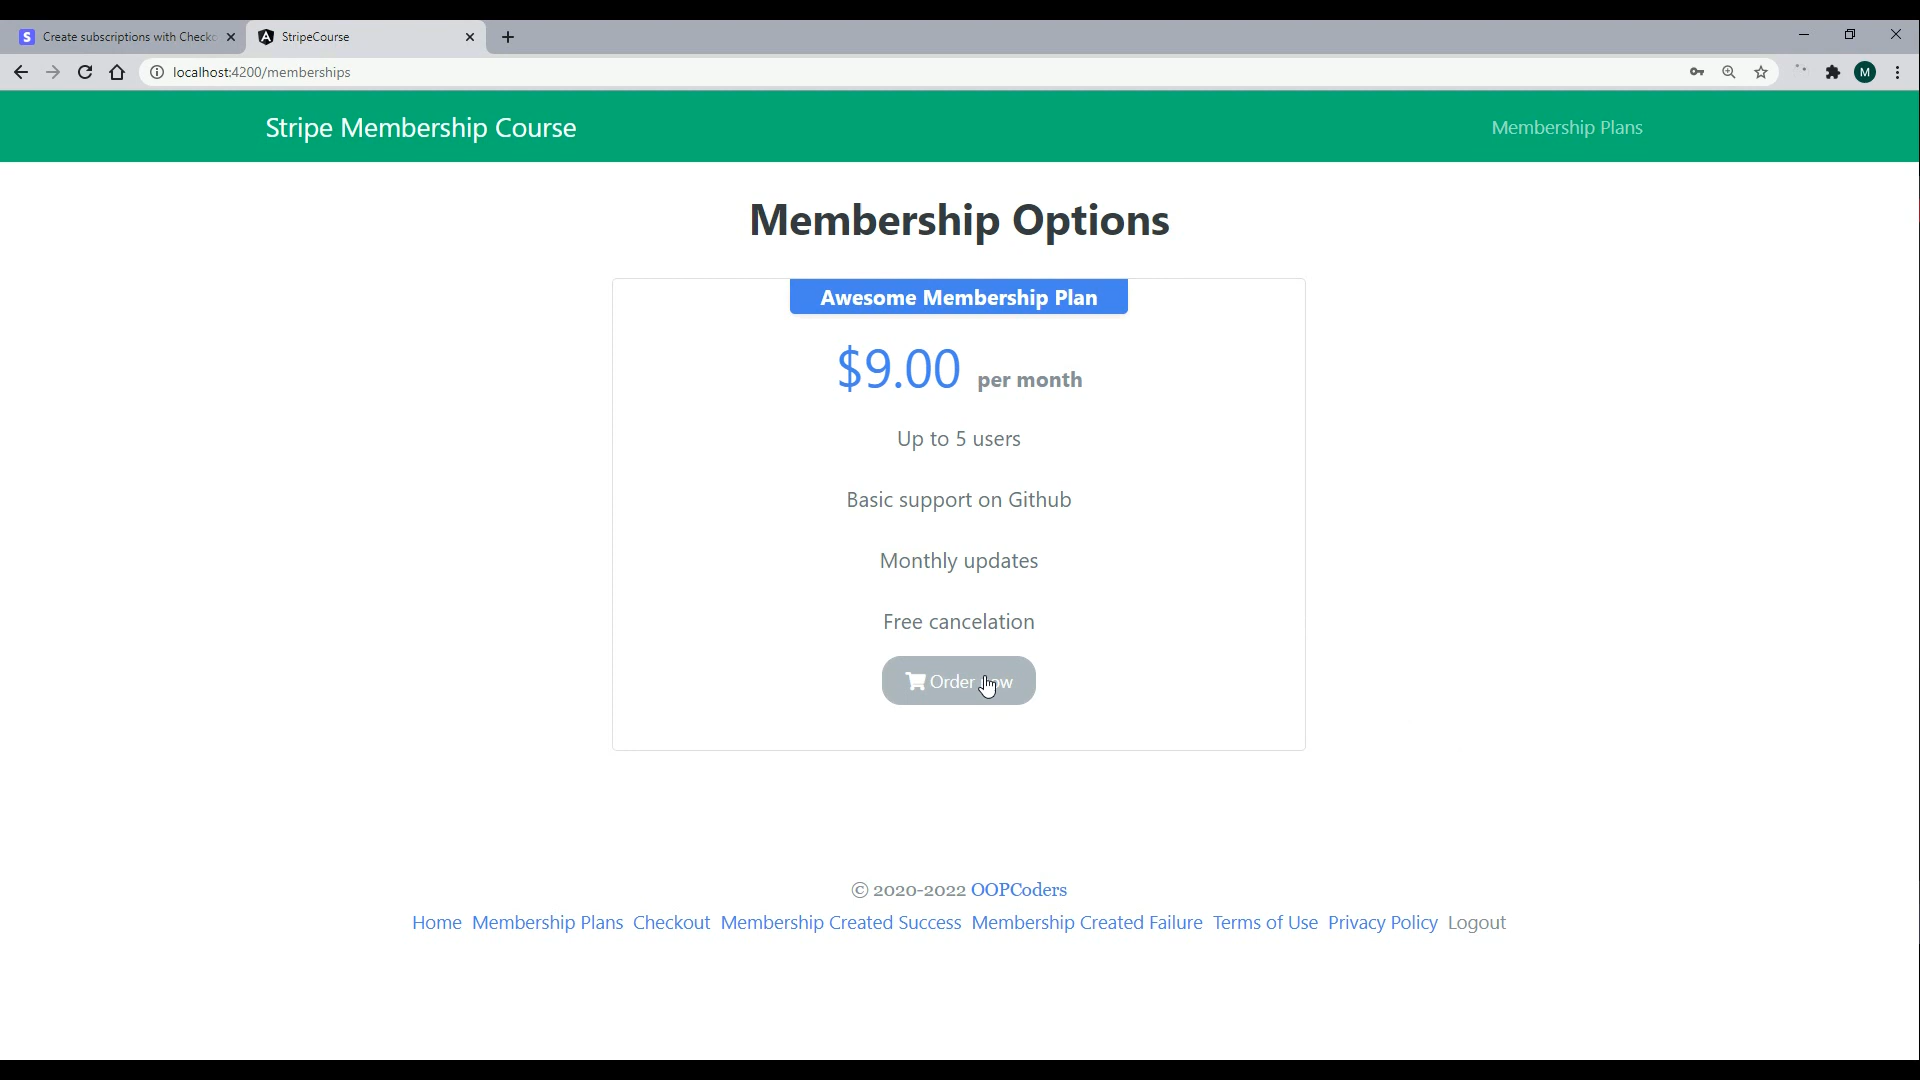 Create subscriptions with Checko
StripeCourse
localhost:4200/memberships
M
Stripe Membership Course
Membership Plans
Membership Options
Awesome Membership Plan
$9.00 per month
Up to 5 users
Basic support on Github
Monthly updates
Free cancelation
Order
© 2020-2022 OOPCoders
Home Membership Plans Checkout Membership Created Success Membership Created Failure Terms of Use Privacy Policy Logout